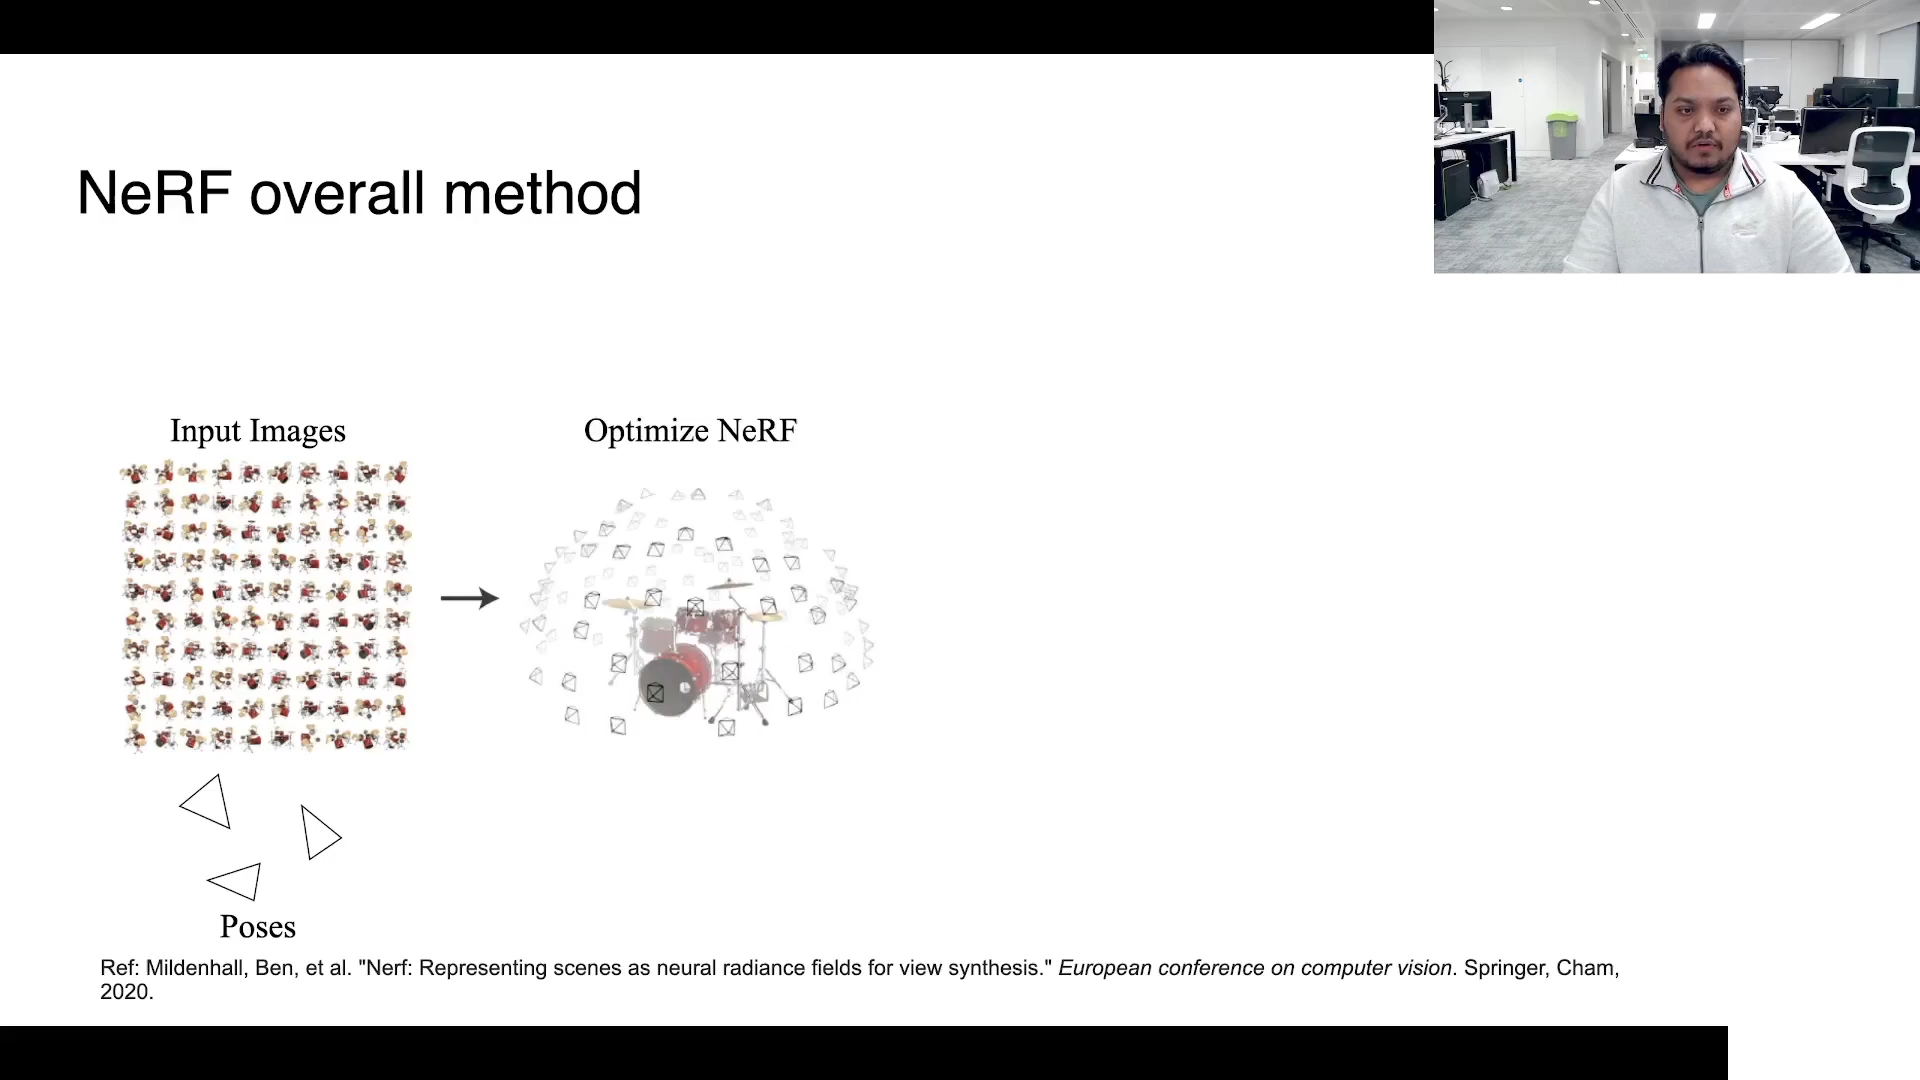 NeRF overall method
Input Images
Optimize NeRF
Poses
Ref: Mildenhall, Ben, et al. "Nerf: Representing scenes as neural radiance fields for view synthesis." European conference on computer vision. Springer, Cham,
2020.